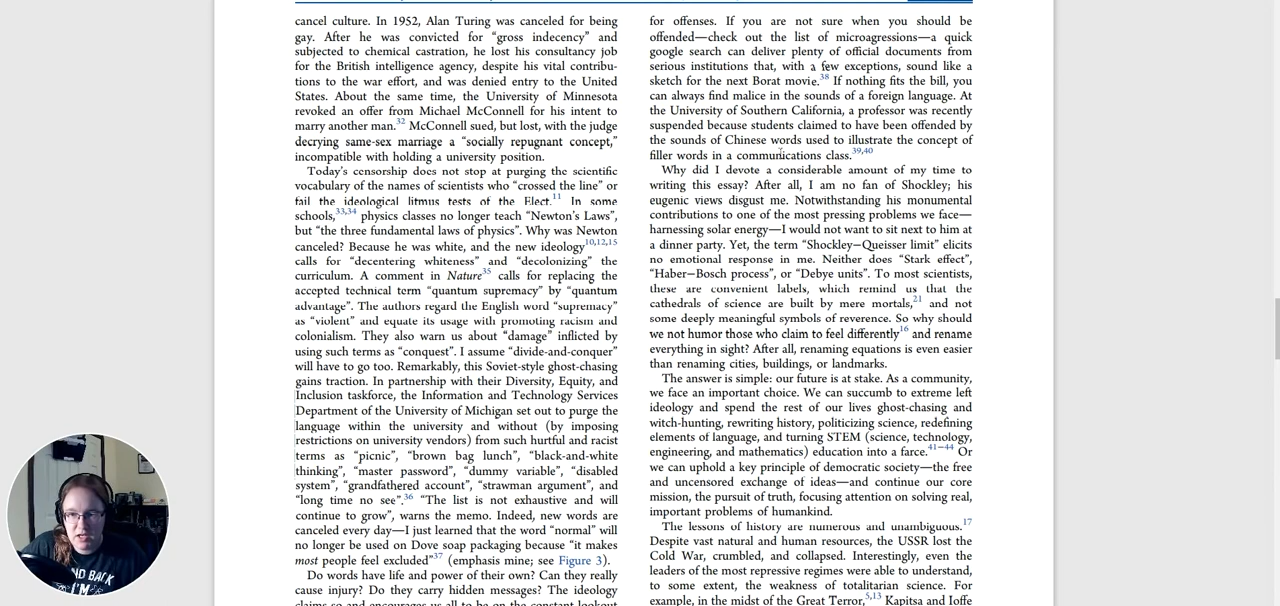 cancel culture. In 1952, Alan Turing was canceled for being
gay. After he was convicted for “gross indecency” and
subjected to chemical castration, he lost his consultancy job
for the British intelligence agency, despite his vital contribu-
tions to the war effort, and was denied entry to the United
States. About the same time, the University of Minnesota
revoked an offer from Michael McConnell for his intent to
marry another man.32 McConnell sued, but lost, with the judge
decrying same-sex marriage a “socially repugnant concept,”
incompatible with holding a university position.
Today’s censorship does not stop at purging the scientific
vocabulary of the names of scientists who “crossed the line” or
fail the ideological litmus tests of the Elect.11 In some
schools,33,34 physics classes no longer teach “Newton’s Laws”,
but “the three fundamental laws of physics”. Why was Newton
canceled? Because he was white, and the new ideology10,12,15
calls for “decentering whiteness” and “decolonizing” the
curriculum. A comment in Nature35 calls for replacing the
accepted technical term “quantum supremacy” by “quantum
advantage”. The authors regard the English word “supremacy”
as “violent” and equate its usage with promoting racism and
colonialism. They also warn us about “damage” inflicted by
using such terms as “conquest”. I assume “divide-and-conquer”
will have to go too. Remarkably, this Soviet-style ghost-chasing
gains traction. In partnership with their Diversity, Equity, and
Inclusion taskforce, the Information and Technology Services
Department of the University of Michigan set out to purge the
language within the university and without (by imposing
restrictions on university vendors) from such hurtful and racist
terms as “picnic”, “brown bag lunch”, “black-and-white
thinking”, “master password”, “dummy variable”, “disabled
system”, “grandfathered account”, “strawman argument”, and
“long time no see”.36 “The list is not exhaustive and will
continue to grow”, warns the memo. Indeed, new words are
canceled every day—I just learned that the word “normal” will
no longer be used on Dove soap packaging because “it makes
most people feel excluded”37 (emphasis mine; see Figure 3).
Do words have life and power of their own? Can they really
cause injury? Do they carry hidden messages? The ideology
claims so and encourages us all to be on the constant lookout
for offenses. If you are not sure when you should be
offended—check out the list of microagressions—a quick
google search can deliver plenty of official documents from
serious institutions that, with a few exceptions, sound like a
sketch for the next Borat movie.38 If nothing fits the bill, you
can always find malice in the sounds of a foreign language. At
the University of Southern California, a professor was recently
suspended because students claimed to have been offended by
the sounds of Chinese words used to illustrate the concept of
filler words in a communications class.39,40
Why did I devote a considerable amount of my time to
writing this essay? After all, I am no fan of Shockley; his
eugenic views disgust me. Notwithstanding his monumental
contributions to one of the most pressing problems we face—
harnessing solar energy—I would not want to sit next to him at
a dinner party. Yet, the term “Shockley−Queisser limit” elicits
no emotional response in me. Neither does “Stark effect”,
“Haber−Bosch process”, or “Debye units”. To most scientists,
these are convenient labels, which remind us that the
cathedrals of science are built by mere mortals,21 and not
some deeply meaningful symbols of reverence. So why should
we not humor those who claim to feel differently16 and rename
everything in sight? After all, renaming equations is even easier
than renaming cities, buildings, or landmarks.
The answer is simple: our future is at stake. As a community,
we face an important choice. We can succumb to extreme left
ideology and spend the rest of our lives ghost-chasing and
witch-hunting, rewriting history, politicizing science, redefining
elements of language, and turning STEM (science, technology,
engineering, and mathematics) education into a farce.41−44 Or
we can uphold a key principle of democratic society—the free
and uncensored exchange of ideas—and continue our core
mission, the pursuit of truth, focusing attention on solving real,
important problems of humankind.
The lessons of history are numerous and unambiguous.17
Despite vast natural and human resources, the USSR lost the
Cold War, crumbled, and collapsed. Interestingly, even the
leaders of the most repressive regimes were able to understand,
to some extent, the weakness of totalitarian science. For
example, in the midst of the Great Terror,5,13 Kapitsa and Ioffe